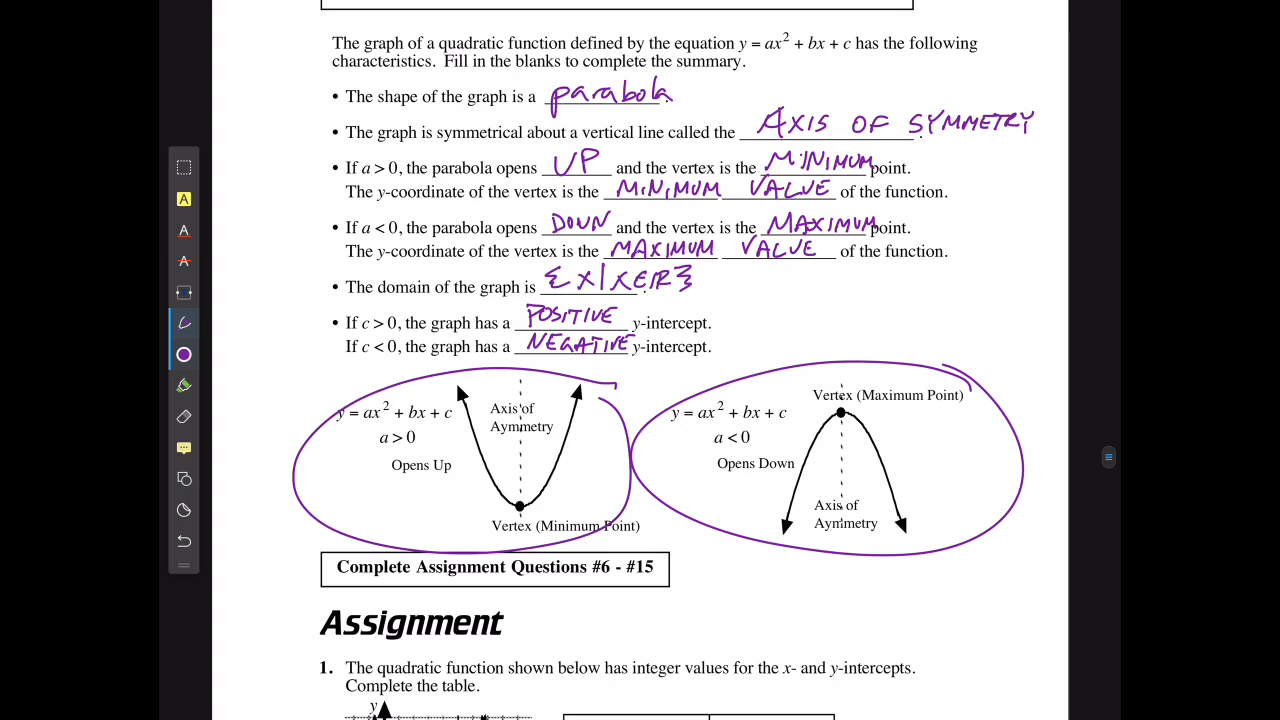 The graph of a quadratic function defined by the equation y = ax² + bx + c has the following
characteristics. Fill in the blanks to complete the summary.
• The shape of the graph is a parabola.
• The graph is symmetrical about a vertical line called the AXIS OF SYMMETRY.
• If a > 0, the parabola opens UP and the vertex is the MINIMUM point.
The y-coordinate of the vertex is the MINIMUM VALUE of the function.
• If a < 0, the parabola opens DOWN and the vertex is the MAXIMUM point.
The y-coordinate of the vertex is the MAXIMUM VALUE of the function.
• The domain of the graph is {x|x∈R}.
• If c > 0, the graph has a POSITIVE y-intercept.
If c < 0, the graph has a NEGATIVE y-intercept.
y = ax² + bx + c
a > 0
Opens Up
Axis of
Aymmetry
Vertex (Minimum Point)
y = ax² + bx + c
a < 0
Opens Down
Vertex (Maximum Point)
Axis of
Aymmetry
Complete Assignment Questions #6 - #15
Assignment
1. The quadratic function shown below has integer values for the x- and y-intercepts.
Complete the table.
y
A
A
A